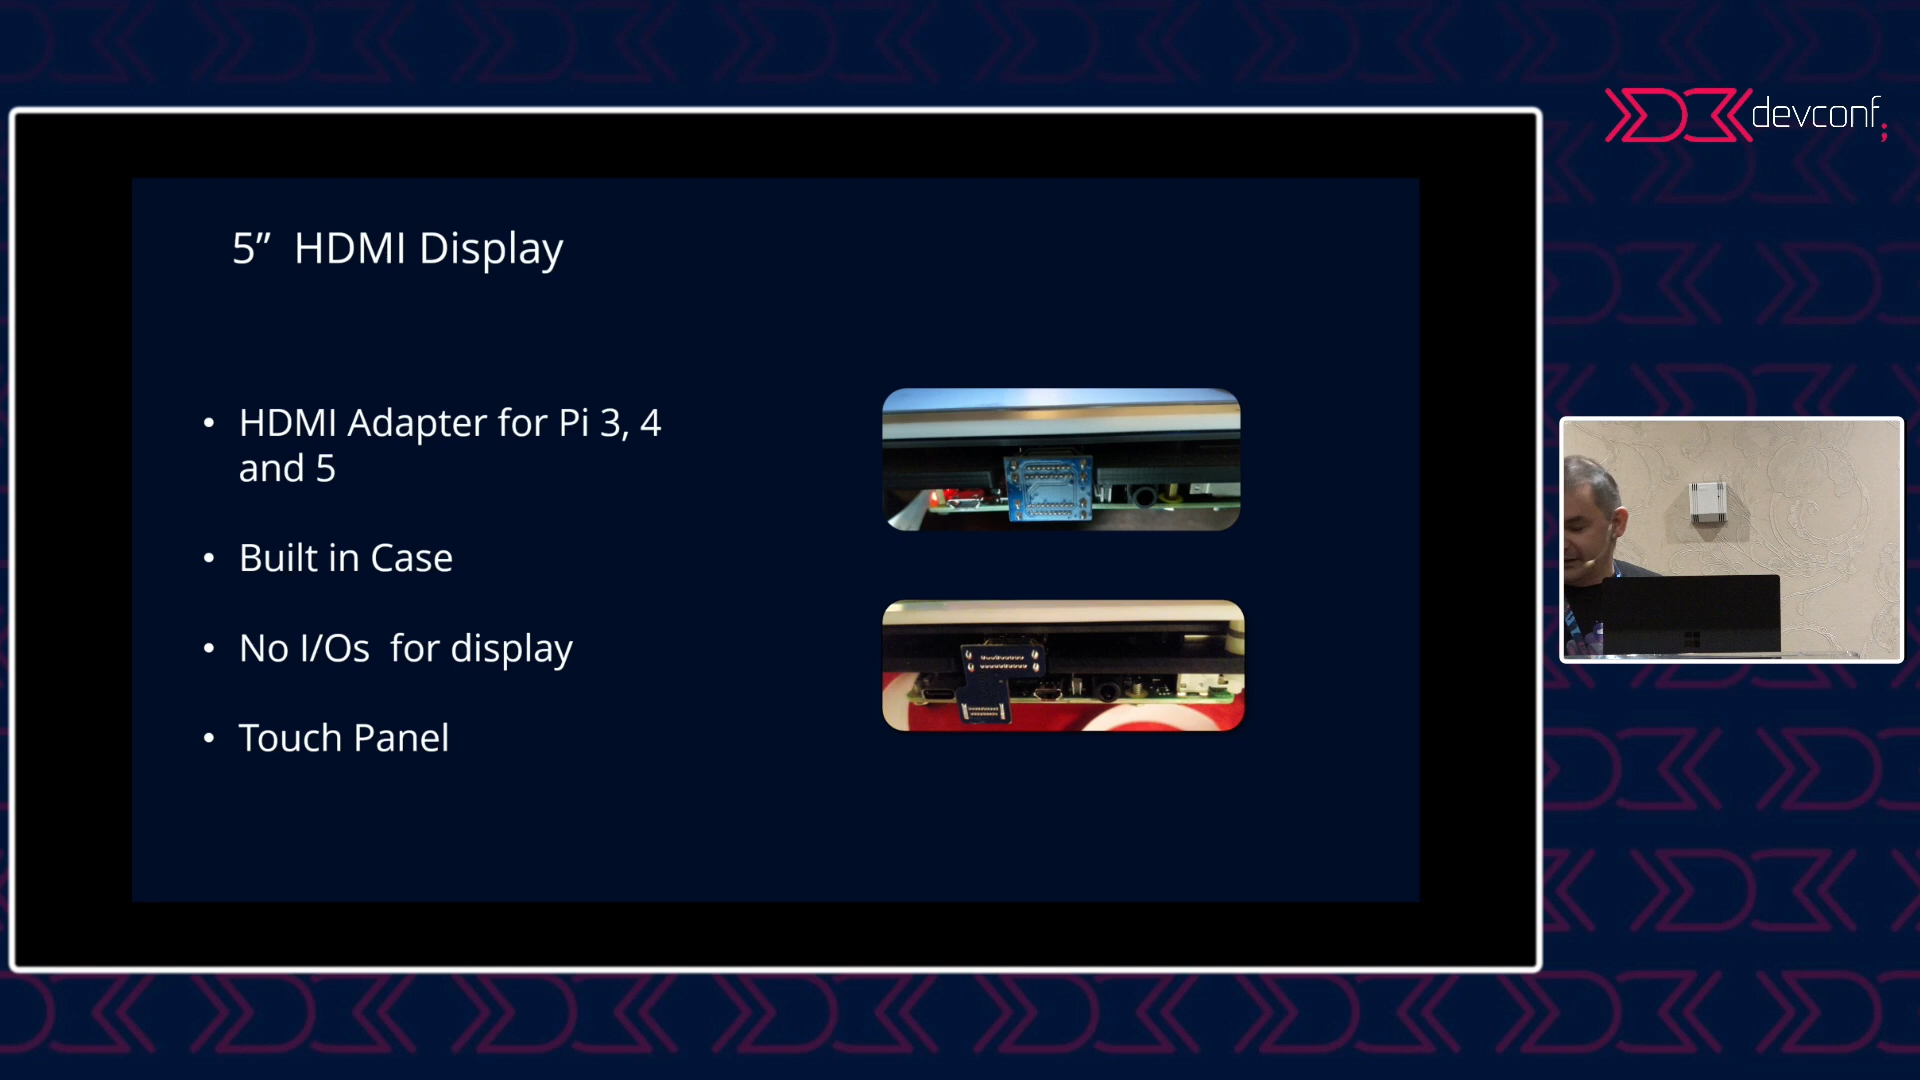 devconf;
5” HDMI Display
• HDMI Adapter for Pi 3, 4
and 5
• Built in Case
• No I/Os for display
• Touch Panel